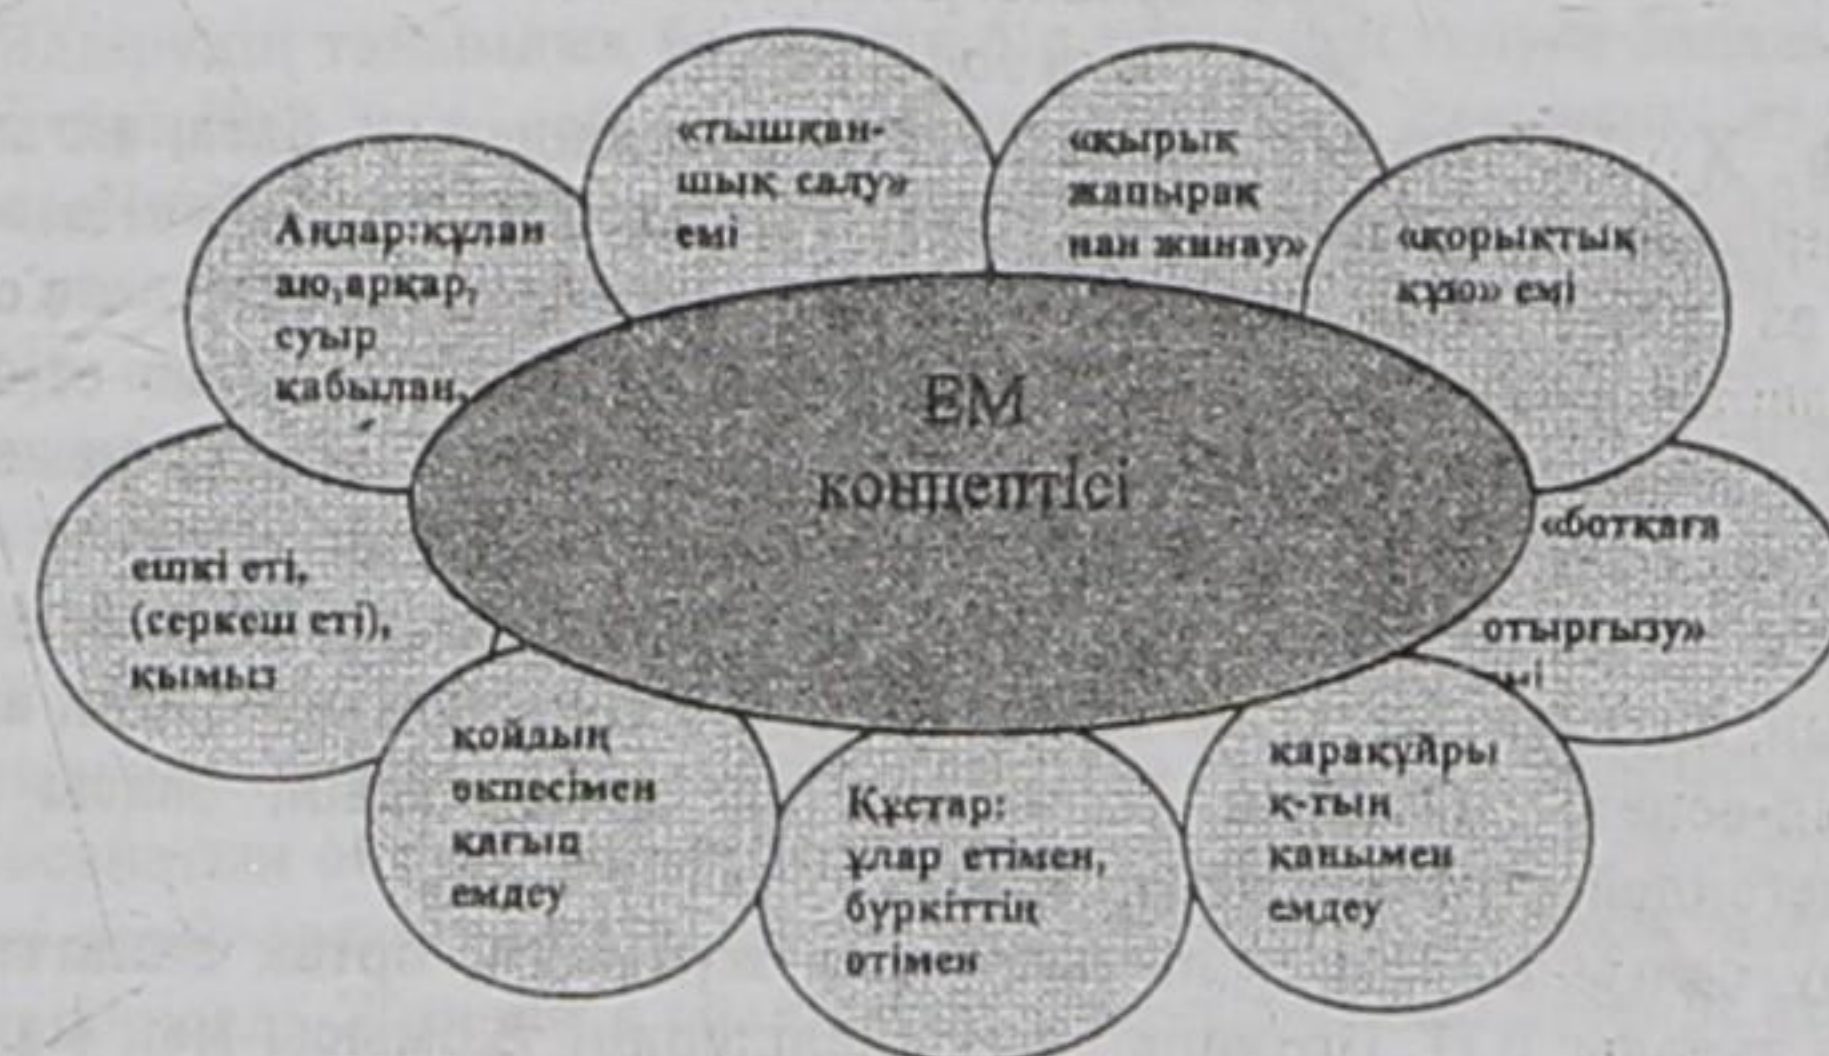 «тышқан-
шық салу»
емі
«қырық
жапырақ
нан жинау»
Аңдар:құлан
аю,арқар,
суыр
қабылан,
«қорықтық
құю» емі
ЕМ
концептісі
«ботқаға
отырғызу»
ешкі еті,
(серкеш еті),
қымыз
қойдың
өкпесімен
қағып
емдеу
Құстар:
ұлар етімен,
бүркіттің
өтімен
қарақұйры
қ-тың
қанымен
емдеу